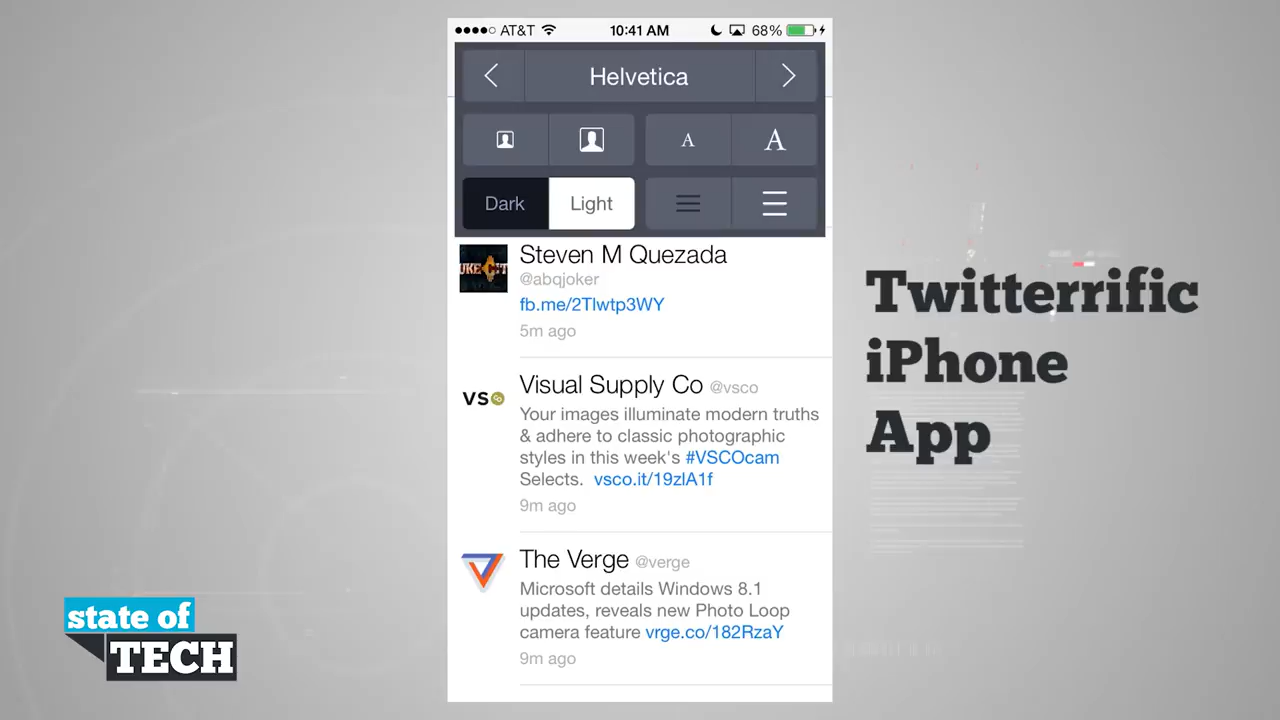 AT&T 10:41 AM 68%
Helvetica
A A
Dark Light
Steven M Quezada
@abqjoker
fb.me/2Tlwtp3WY
5m ago
VSCO
Visual Supply Co @vsco
Your images illuminate modern truths
& adhere to classic photographic
styles in this week's #VSCOcam
Selects. vsco.it/19zlA1f
9m ago
The Verge @verge
Microsoft details Windows 8.1
updates, reveals new Photo Loop
camera feature vrge.co/182RzaY
9m ago
Twitterrific
iPhone
App
state of
TECH